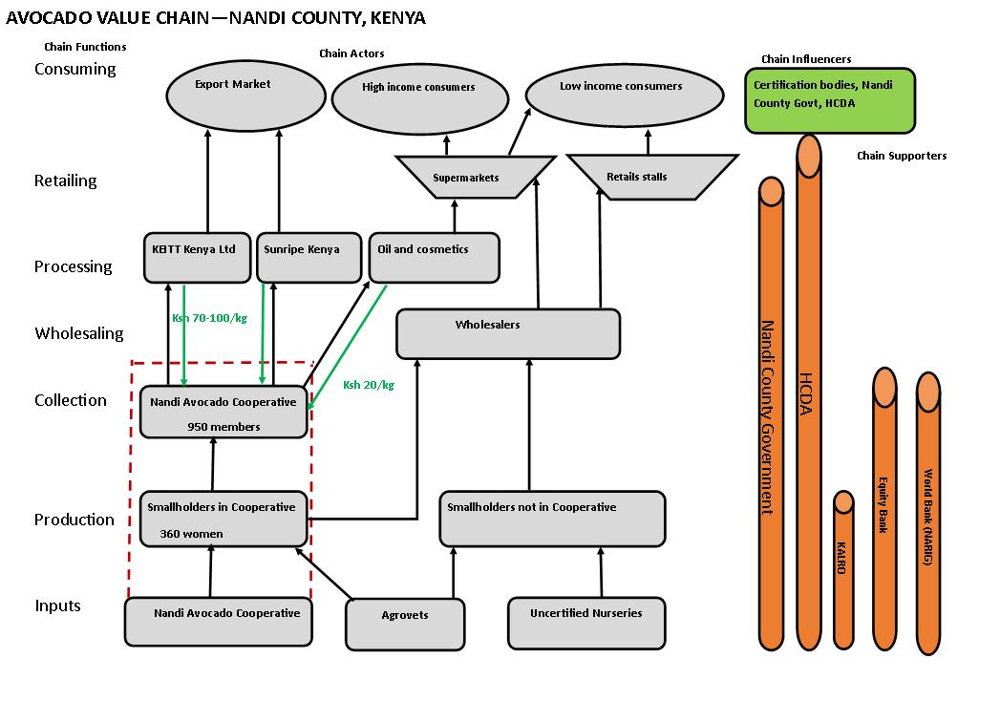 AVOCADO VALUE CHAIN—NANDI COUNTY, KENYA
Chain Functions
Chain Actors
Chain Influencers
Consuming
Export Market
High income consumers
Low income consumers
Certification bodies, Nandi
County Govt, HCDA
Chain Supporters
Retailing
Supermarkets
Retails stalls
Processing
KEITT Kenya Ltd
Sunripe Kenya
Oil and cosmetics
Ksh 70-100/kg
Wholesaling
Wholesalers
Collection
Nandi Avocado Cooperative
950 members
Ksh 20/kg
Production
Smallholders in Cooperative
360 women
Smallholders not in Cooperative
Inputs
Nandi Avocado Cooperative
Agrovets
Uncertified Nurseries
Nandi County Government
HCDA
KALRO
Equity Bank
World Bank (NARIG)